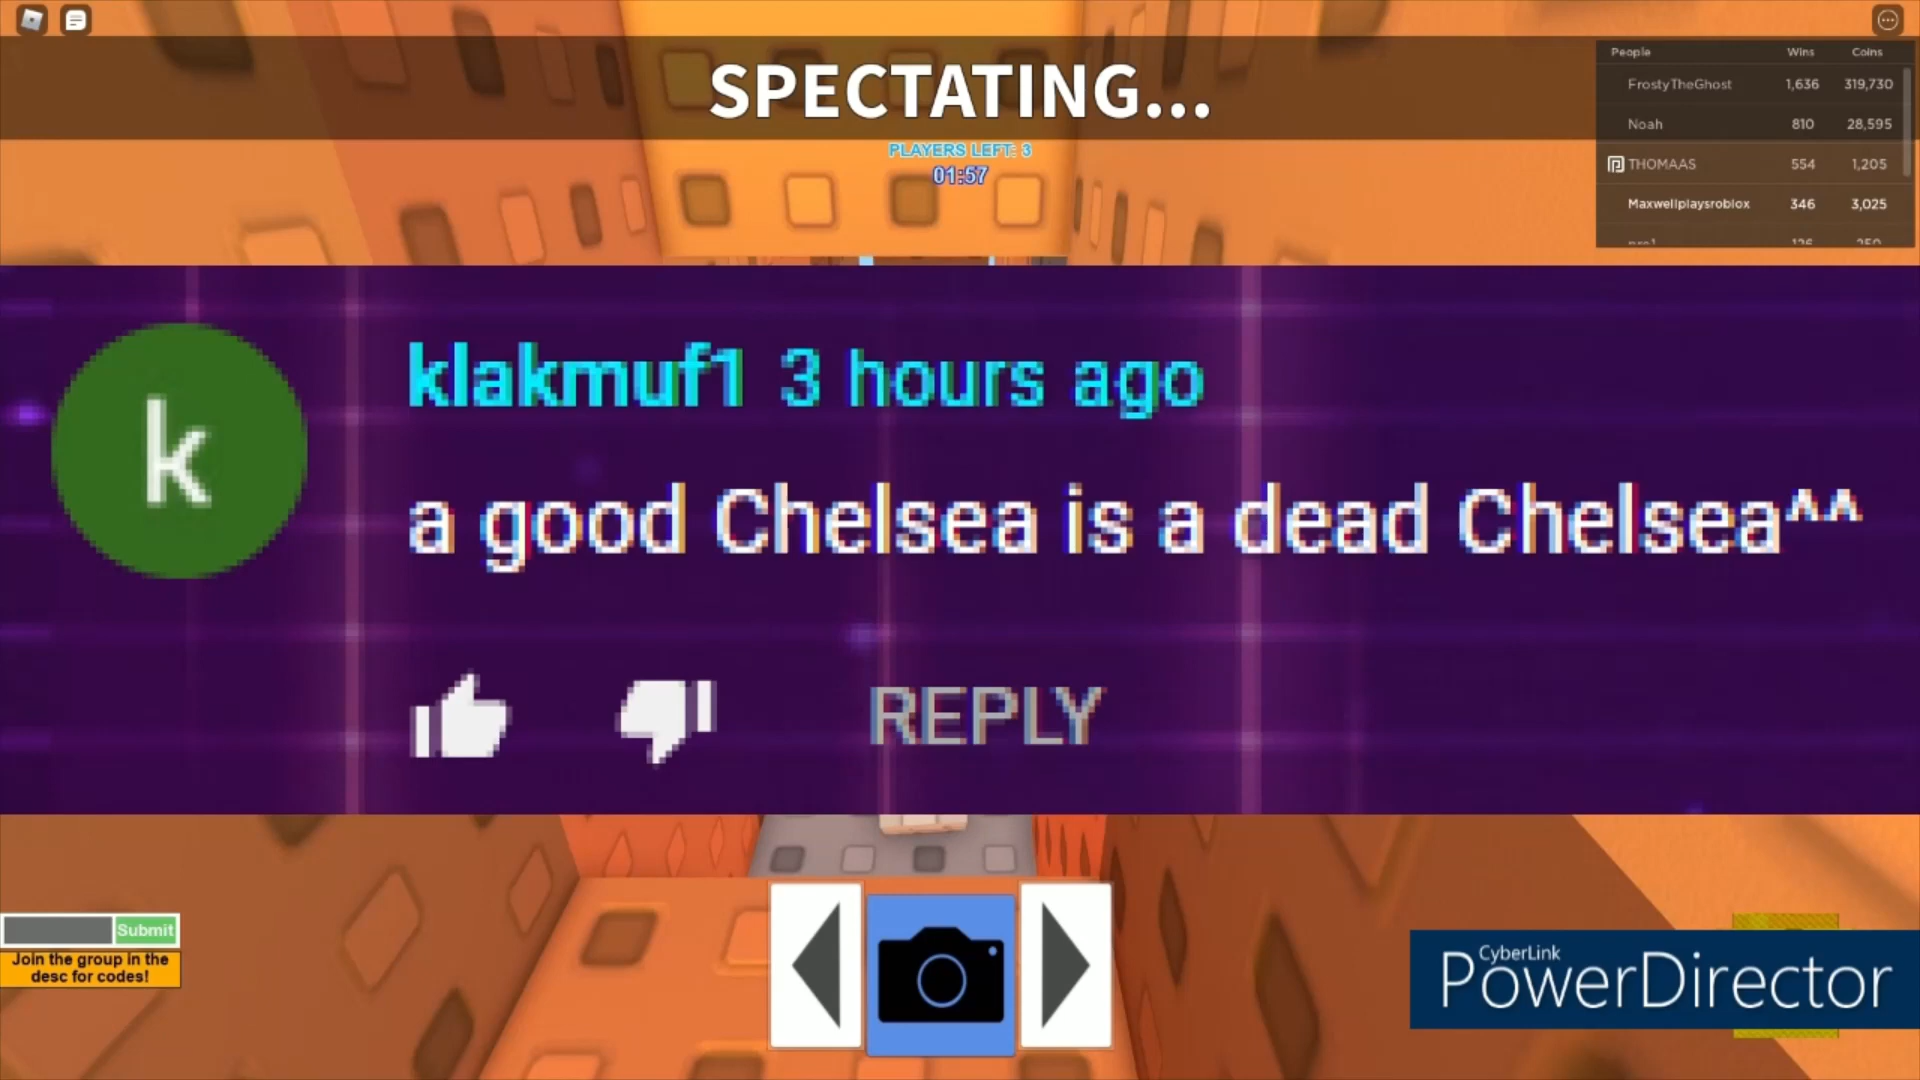 SPECTATING...
PLAYERS LEFT: 3
01:57
People Wins Coins
FrostyTheGhost 1,636 319,730
Noah 810 28,595
THOMAAS 554 1,205
Maxwellplaysroblox 346 3,025
klakmuf1 3 hours ago
k
a good Chelsea is a dead Chelsea^^
REPLY
Submit
Join the group in the
desc for codes!
CyberLink
PowerDirector